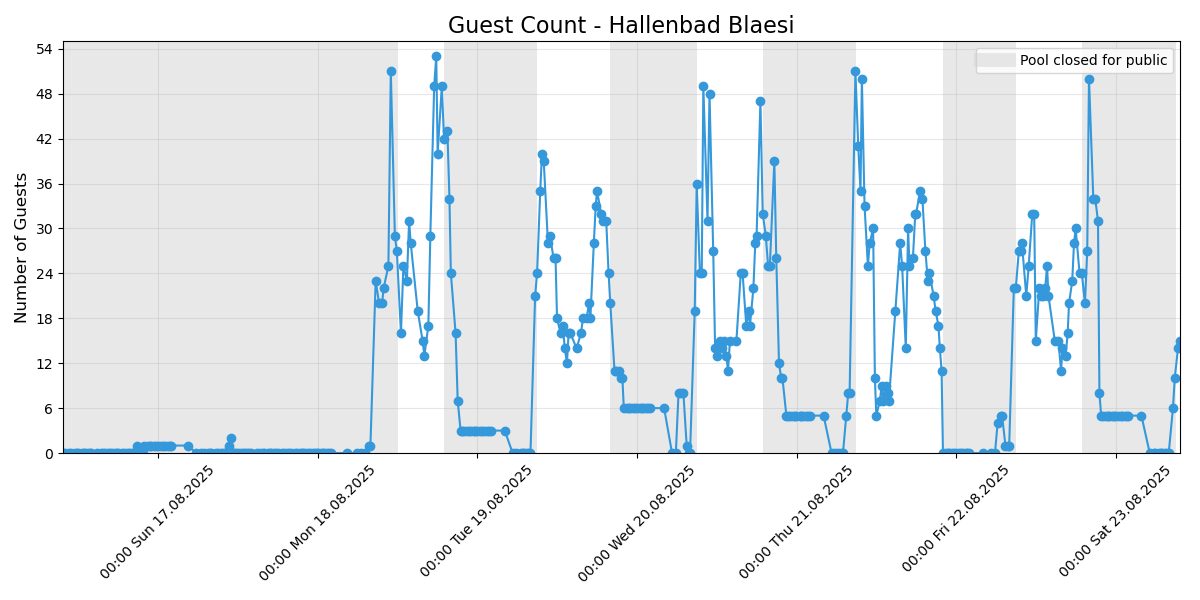 Guest Count - Hallenbad Blaesi
Pool closed for public
Number of Guests
54
48
42
36
30
24
18
12
6
0
00:00 Sun 17.08.2025
00:00 Mon 18.08.2025
00:00 Tue 19.08.2025
00:00 Wed 20.08.2025
00:00 Thu 21.08.2025
00:00 Fri 22.08.2025
00:00 Sat 23.08.2025